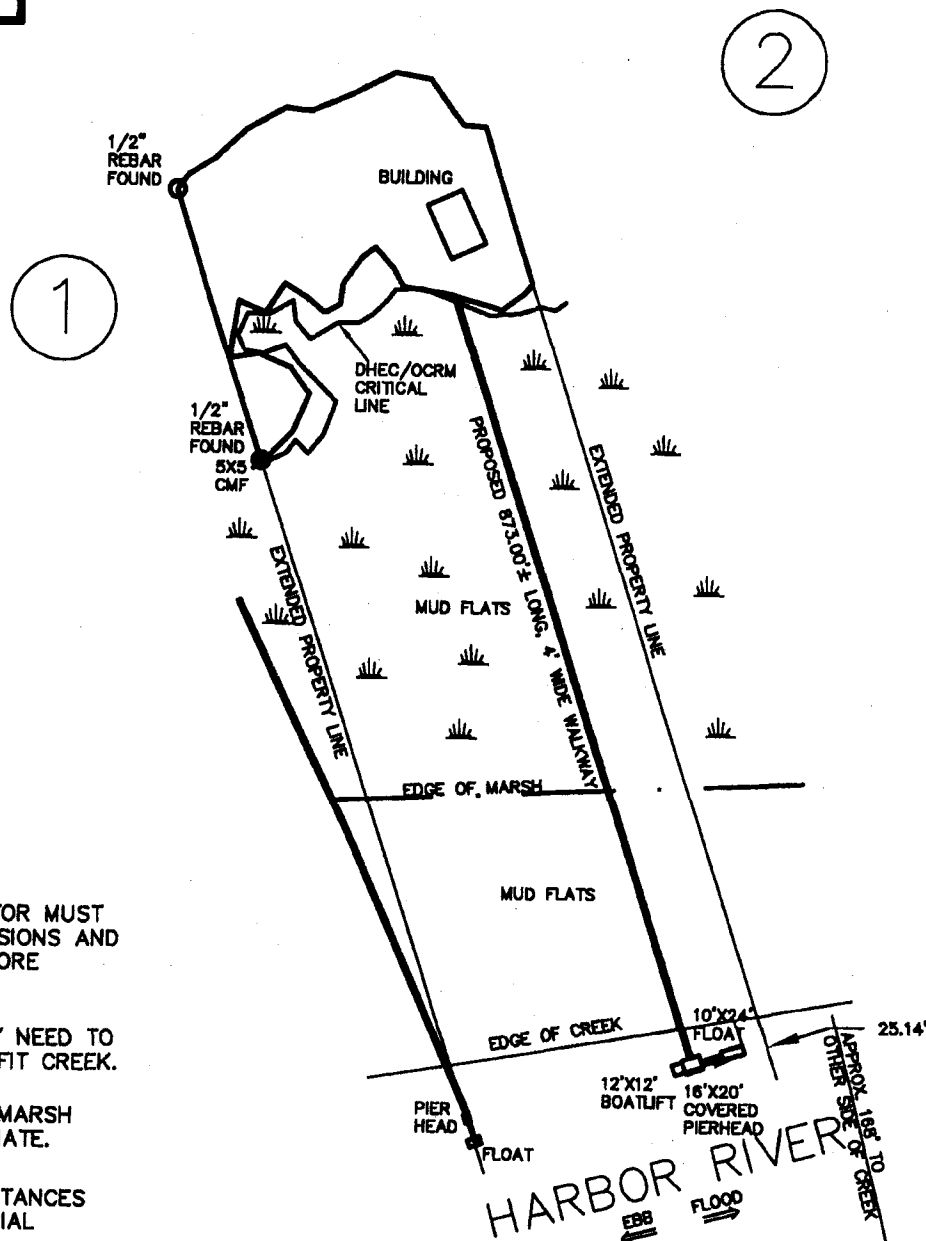 2
1/2"
REBAR
FOUND
BUILDING
1
DHEC/OCRM
CRITICAL
LINE
1/2"
REBAR
FOUND
5X5
CMF
PROPOSED 873.00'± LONG, 4' WIDE WALKWAY
EXTENDED PROPERTY LINE
EXTENDED PROPERTY LINE
MUD FLATS
EDGE OF MARSH
MUD FLATS
OR MUST
SIONS AND
ORE
NEED TO
FIT CREEK.
MARSH
ATE.
TANCES
IAL
EDGE OF CREEK
10'X24'
FLOAT
25.14'
12'X12'
BOATLIFT
16'X20'
COVERED
PIERHEAD
APPROX. 168' TO
OTHER SIDE OF CREEK
PIER
HEAD
FLOAT
HARBOR RIVER
EBB
FLOOD